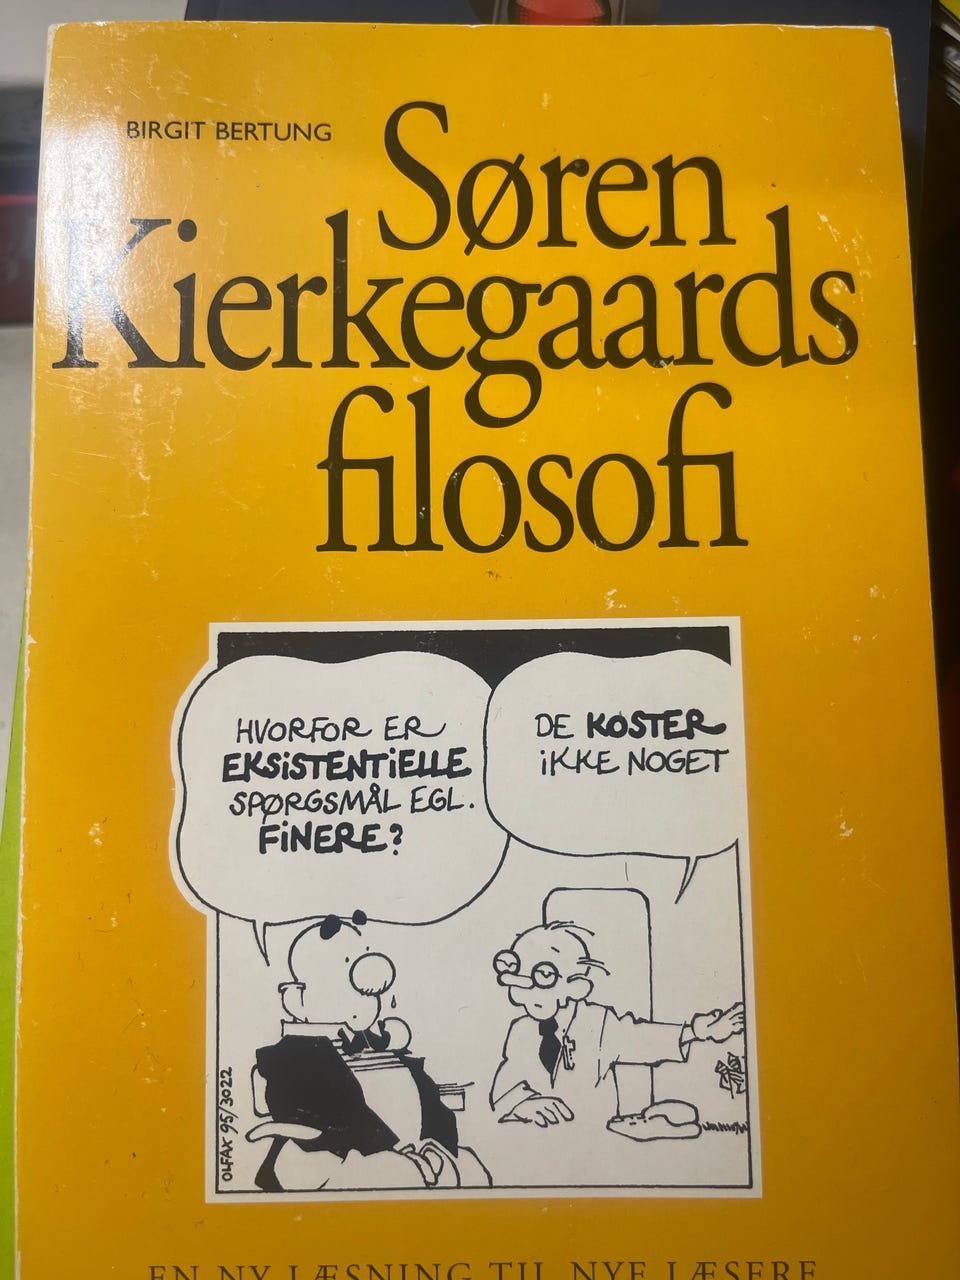 BIRGIT BERTUNG
Søren
Kierkegaards
filosofi
HVORFOR ER
EKSiSTENTiELLE
SPØRGSMÅL EGL.
FiNERE?
DE KOSTER
iKKE NOGET
OLFAX 95/3022
EN NY LÆSNING TIL NYE LÆSERE